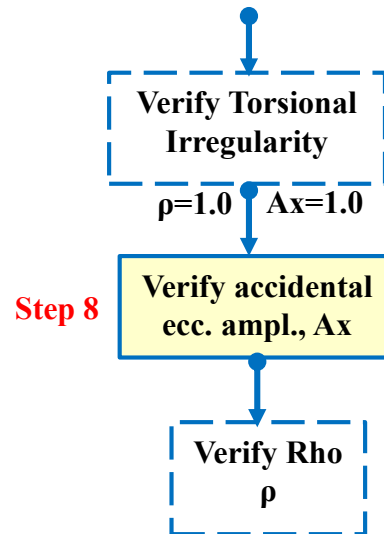 Verify Torsional
Irregularity
ρ=1.0 Ax=1.0
Step 8
Verify accidental
ecc. ampl., Ax
Verify Rho
ρ